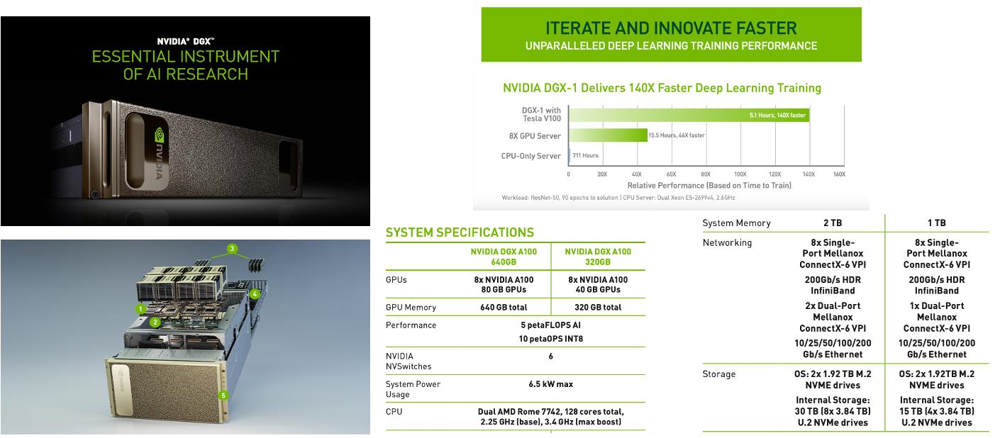 NVIDIA® DGX™
ESSENTIAL INSTRUMENT
OF AI RESEARCH
NVIDIA
ITERATE AND INNOVATE FASTER
UNPARALLELED DEEP LEARNING TRAINING PERFORMANCE
NVIDIA DGX-1 Delivers 140X Faster Deep Learning Training
DGX-1 with
Tesla V100
5.1 Hours, 140X faster
8X GPU Server
15.5 Hours, 46X faster
CPU-Only Server
711 Hours
0 20X 40X 60X 80X 100X 120X 140X 160X
Relative Performance (Based on Time to Train)
Workload: ResNet-50, 90 epochs to solution | CPU Server: Dual Xeon E5-2699v4, 2.6GHz
3
4
1
2
NVIDIA
5
SYSTEM SPECIFICATIONS
NVIDIA DGX A100
640GB
NVIDIA DGX A100
320GB
GPUs
8x NVIDIA A100
80 GB GPUs
8x NVIDIA A100
40 GB GPUs
GPU Memory
640 GB total
320 GB total
Performance
5 petaFLOPS AI
10 petaOPS INT8
NVIDIA
NVSwitches
6
System Power
Usage
6.5 kW max
CPU
Dual AMD Rome 7742, 128 cores total,
2.25 GHz (base), 3.4 GHz (max boost)
System Memory
2 TB
1 TB
Networking
8x Single-
Port Mellanox
ConnectX-6 VPI
200Gb/s HDR
InfiniBand
2x Dual-Port
Mellanox
ConnectX-6 VPI
10/25/50/100/200
Gb/s Ethernet
8x Single-
Port Mellanox
ConnectX-6 VPI
200Gb/s HDR
InfiniBand
1x Dual-Port
Mellanox
ConnectX-6 VPI
10/25/50/100/200
Gb/s Ethernet
Storage
OS: 2x 1.92 TB M.2
NVME drives
Internal Storage:
30 TB (8x 3.84 TB)
U.2 NVMe drives
OS: 2x 1.92TB M.2
NVME drives
Internal Storage:
15 TB (4x 3.84 TB)
U.2 NVMe drives